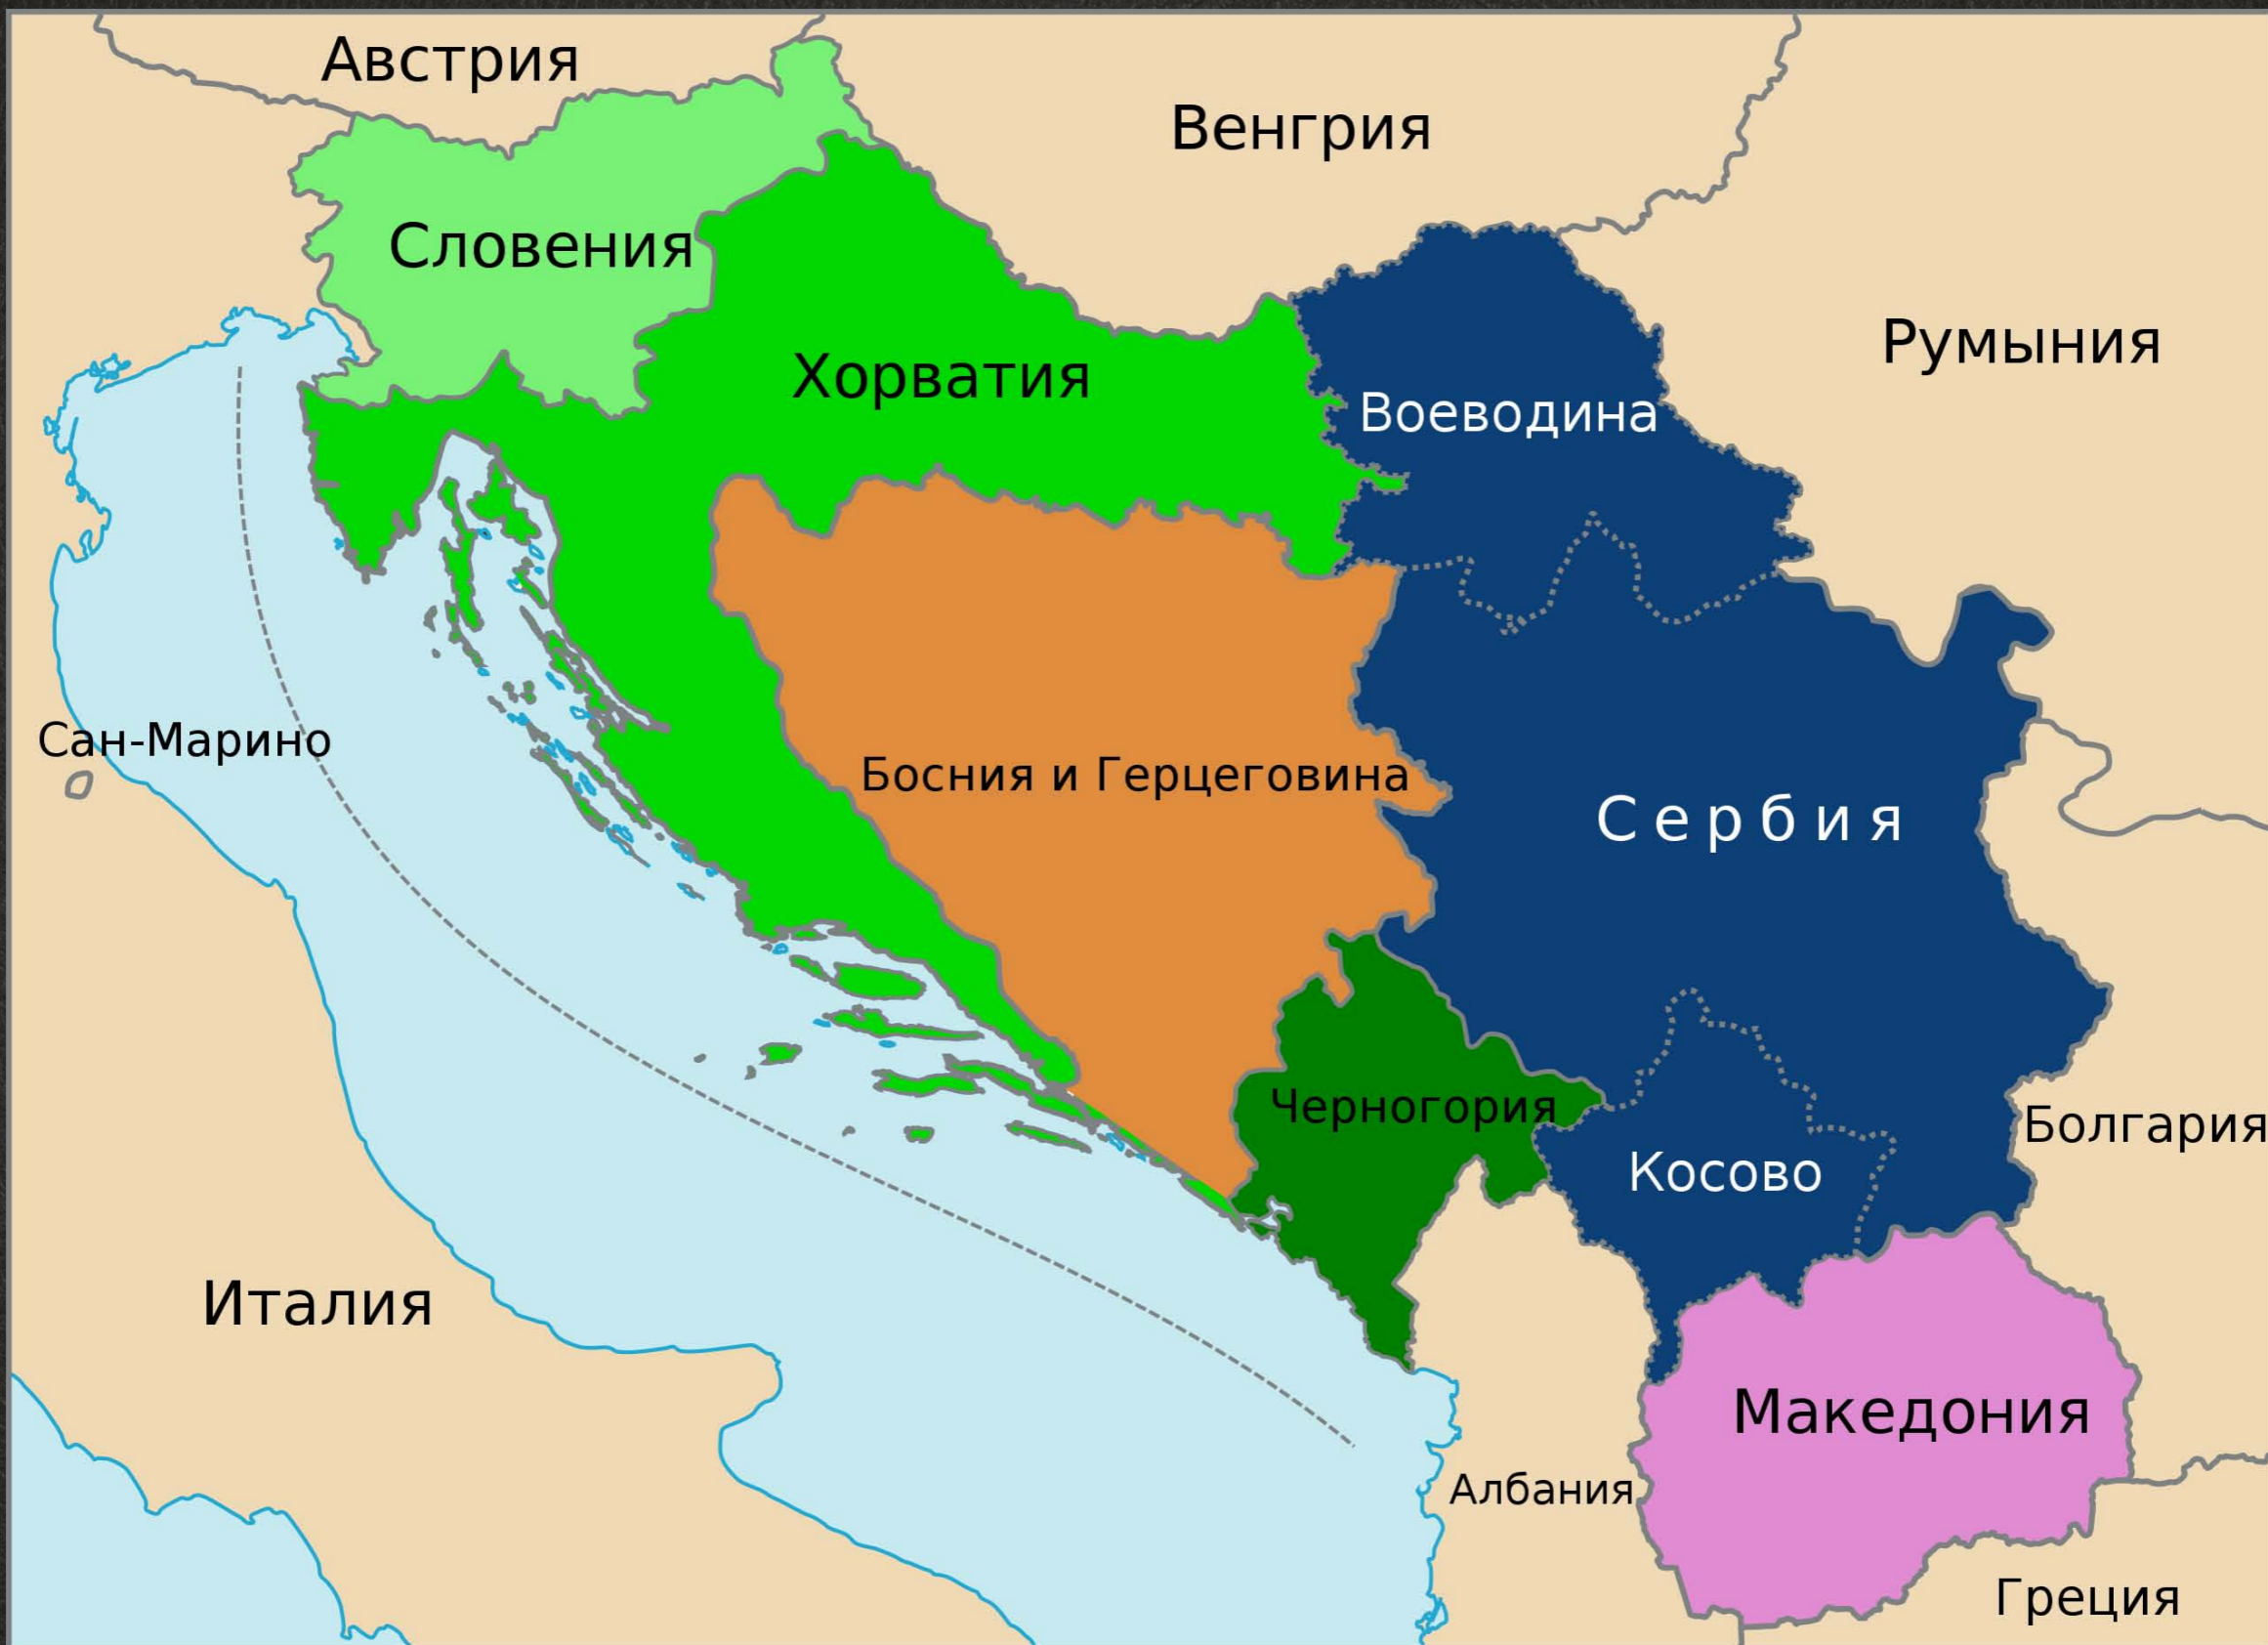 Австрия
Венгрия
Словения
Румыния
Хорватия
Воеводина
Сан-Марино
Босния и Герцеговина
Сербия
Черногория
Болгария
Косово
Италия
Македония
Албания
Греция